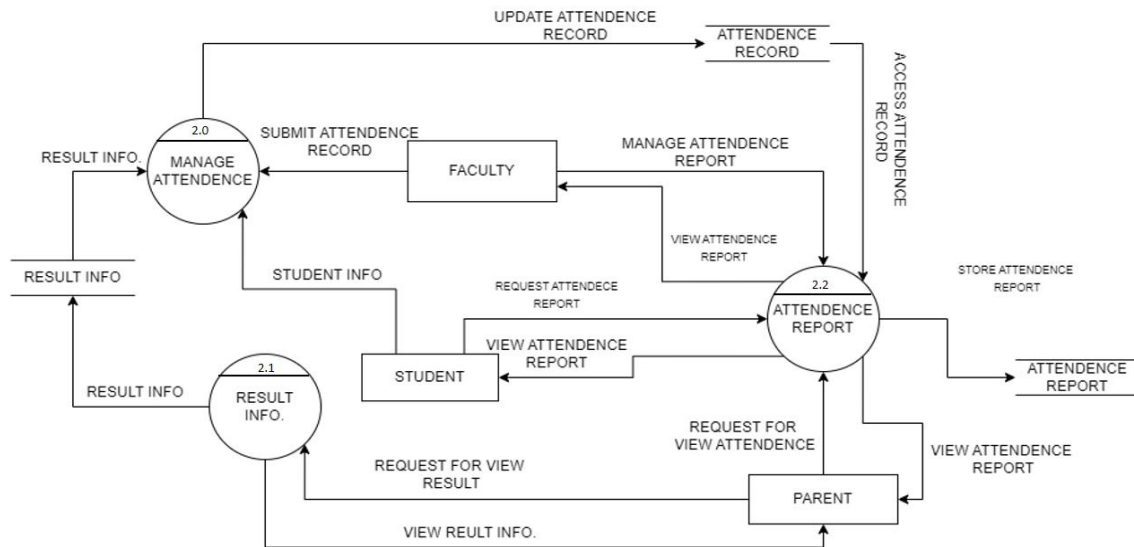 UPDATE ATTENDENCE
RECORD
ATTENDENCE
RECORD
ACCESS ATTENDENCE
RECORD
2.0
MANAGE
ATTENDENCE
RESULT INFO.
SUBMIT ATTENDENCE
RECORD
FACULTY
MANAGE ATTENDENCE
REPORT
VIEW ATTENDENCE
REPORT
RESULT INFO
STUDENT INFO
REQUEST ATTENDECE
REPORT
2.2
ATTENDENCE
REPORT
STORE ATTENDENCE
REPORT
VIEW ATTENDENCE
REPORT
STUDENT
ATTENDENCE
REPORT
2.1
RESULT
INFO.
RESULT INFO
REQUEST FOR
VIEW ATTENDENCE
VIEW ATTENDENCE
REPORT
REQUEST FOR VIEW
RESULT
PARENT
VIEW REULT INFO.